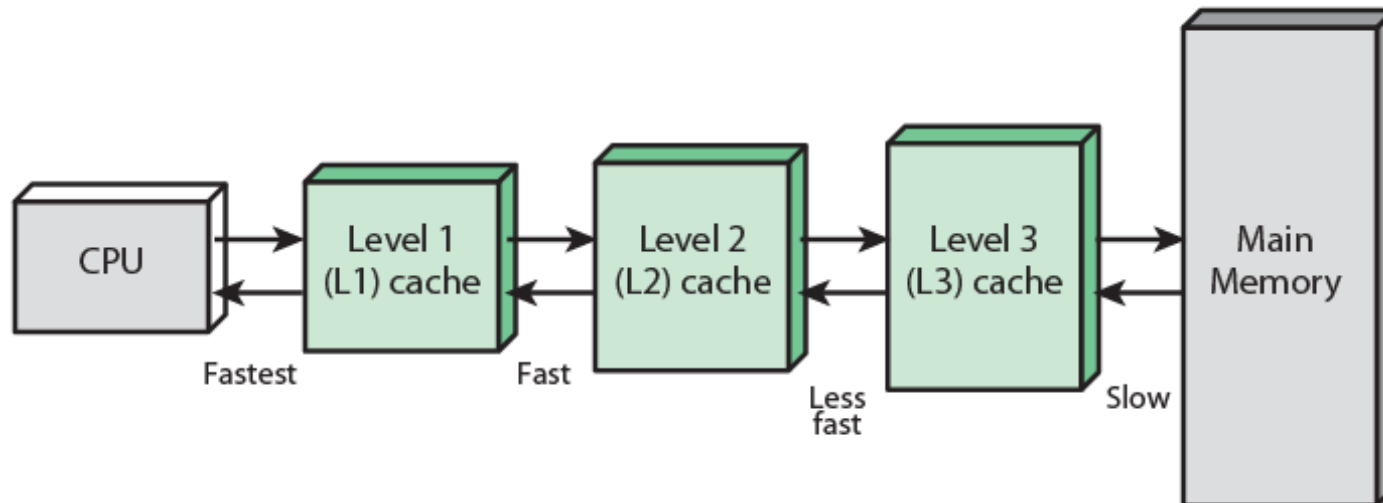 CPU
Level 1
(L1) cache
Level 2
(L2) cache
Level 3
(L3) cache
Main
Memory
Fastest
Fast
Less
fast
Slow